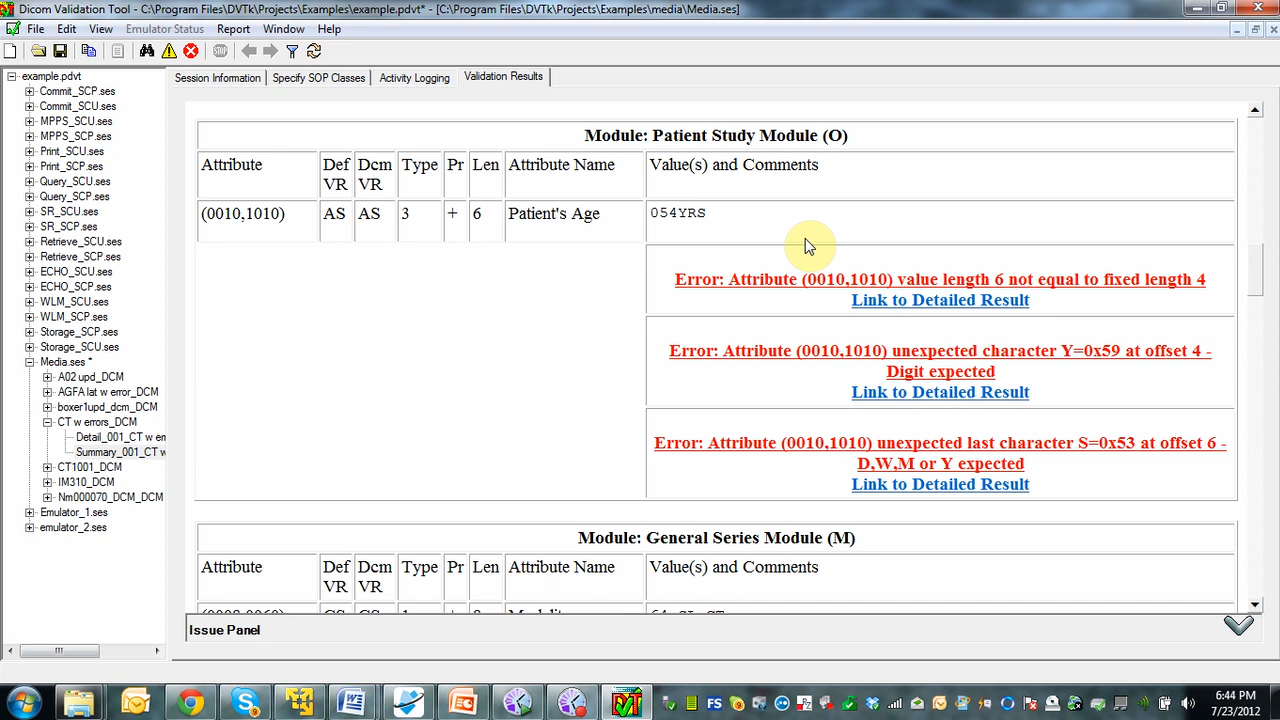 Dicom Validation Tool - C:\Program Files\DVTk\Projects\Examples\example.pdvt* - [C:\Program Files\DVTk\Projects\Examples\media\Media.ses]
File Edit View Emulator Status Report Window Help
example.pdvt
Commit_SCP.ses
Commit_SCU.ses
MPPS_SCU.ses
MPPS_SCP.ses
Print_SCU.ses
Print_SCP.ses
Query_SCU.ses
Query_SCP.ses
SR_SCU.ses
SR_SCP.ses
Retrieve_SCU.ses
Retrieve_SCP.ses
ECHO_SCU.ses
ECHO_SCP.ses
WLM_SCU.ses
WLM_SCP.ses
Storage_SCP.ses
Storage_SCU.ses
Media.ses *
A02 upd_DCM
AGFA lat w error_DCM
boxer1upd_dcm_DCM
CT w errors_DCM
Detail_001_CT w er
Summary_001_CT w
CT1001_DCM
IM310_DCM
Nm000070_DCM_DCM
Emulator_1.ses
emulator_2.ses
Session Information Specify SOP Classes Activity Logging Validation Results
Module: Patient Study Module (O)
Attribute Def VR Dcm VR Type Pr Len Attribute Name Value(s) and Comments
(0010,1010) AS AS 3 + 6 Patient's Age 054YRS
Error: Attribute (0010,1010) value length 6 not equal to fixed length 4
Link to Detailed Result
Error: Attribute (0010,1010) unexpected character Y=0x59 at offset 4 -
Digit expected
Link to Detailed Result
Error: Attribute (0010,1010) unexpected last character S=0x53 at offset 6 -
D,W,M or Y expected
Link to Detailed Result
Module: General Series Module (M)
Attribute Def VR Dcm VR Type Pr Len Attribute Name Value(s) and Comments
Issue Panel
6:44 PM
7/23/2012